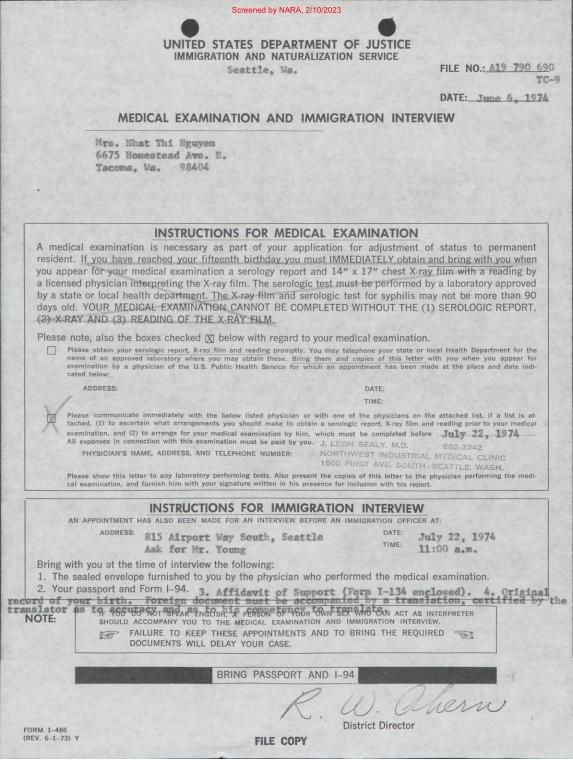 Screened by NARA, 2/10/2023
UNITED STATES DEPARTMENT OF JUSTICE
IMMIGRATION AND NATURALIZATION SERVICE
Seattle, Wa.
FILE NO.: A19 790 690
TC-9
DATE: June 6, 1974
MEDICAL EXAMINATION AND IMMIGRATION INTERVIEW
Mrs. Nhat Thi Nguyen
6675 Homestead Ave. E.
Tacoma, Wa. 98404
INSTRUCTIONS FOR MEDICAL EXAMINATION
A medical examination is necessary as part of your application for adjustment of status to permanent
resident. If you have reached your fifteenth birthday you must IMMEDIATELY obtain and bring with you when
you appear for your medical examination a serology report and 14" x 17" chest X-ray film with a reading by
a licensed physician interpreting the X-ray film. The serologic test must be performed by a laboratory approved
by a state or local health department. The X-ray film and serologic test for syphilis may not be more than 90
days old. YOUR MEDICAL EXAMINATION CANNOT BE COMPLETED WITHOUT THE (1) SEROLOGIC REPORT,
(2) X-RAY AND (3) READING OF THE X-RAY FILM.
Please note, also the boxes checked X below with regard to your medical examination.
Please obtain your serologic report, X-ray film and reading promptly. You may telephone your state or local Health Department for the
name of an approved laboratory where you may obtain these. Bring them and copies of this letter with you when you appear for
examination by a physician of the U.S. Public Health Service for which an appointment has been made at the place and date indi-
cated below:
ADDRESS: DATE:
TIME:
Please communicate immediately with the below listed physician or with one of the physicians on the attached list, if a list is at-
tached, (1) to ascertain what arrangements you should make to obtain a serologic report, X-ray film and reading prior to your medical
examination, and (2) to arrange for your medical examination by him, which must be completed before July 22, 1974
All expenses in connection with this examination must be paid by you. J. LEON SEALY, M.D. 682-3342
PHYSICIAN'S NAME, ADDRESS, AND TELEPHONE NUMBER: NORTHWEST INDUSTRIAL MEDICAL CLINIC
1500 FIRST AVE. SOUTH - SEATTLE, WASH.
Please show this letter to any laboratory performing tests. Also present the copies of this letter to the physician performing the medi-
cal examination, and furnish him with your signature written in his presence for inclusion with his report.
INSTRUCTIONS FOR IMMIGRATION INTERVIEW
AN APPOINTMENT HAS ALSO BEEN MADE FOR AN INTERVIEW BEFORE AN IMMIGRATION OFFICER AT:
ADDRESS: 815 Airport Way South, Seattle DATE: July 22, 1974
Ask for Mr. Young TIME: 11:00 a.m.
Bring with you at the time of interview the following:
1. The sealed envelope furnished to you by the physician who performed the medical examination.
2. Your passport and Form I-94. 3. Affidavit of Support (Form I-134 enclosed). 4. Original
record of your birth. Foreign document must be accompanied by a translation, certified by the
translator as to accuracy and as to his competency to translate.
NOTE: IF YOU DO NOT SPEAK ENGLISH, A PERSON OF YOUR OWN SEX WHO CAN ACT AS INTERPRETER
SHOULD ACCOMPANY YOU TO THE MEDICAL EXAMINATION AND IMMIGRATION INTERVIEW.
FAILURE TO KEEP THESE APPOINTMENTS AND TO BRING THE REQUIRED
DOCUMENTS WILL DELAY YOUR CASE.
BRING PASSPORT AND I-94
R. W. Ahern
District Director
FORM I-486
(REV. 6-1-73) Y
FILE COPY